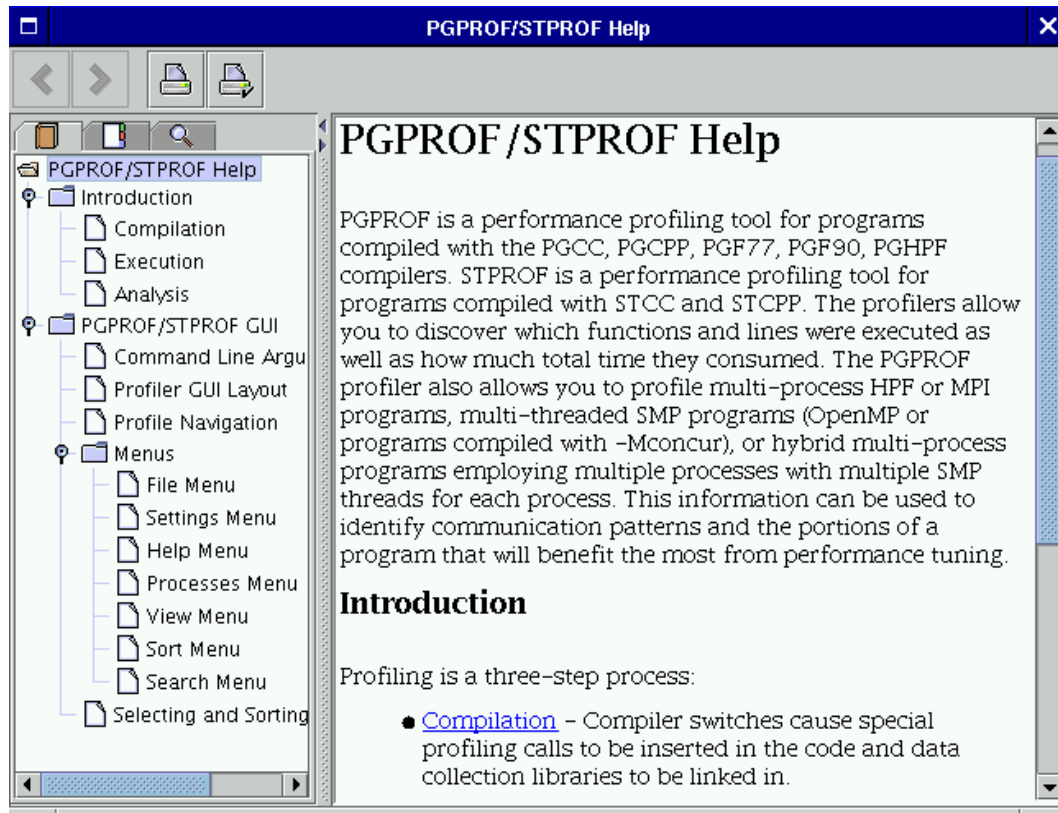 PGPROF/STPROF Help
PGPROF/STPROF Help
Introduction
Compilation
Execution
Analysis
PGPROF/STPROF GUI
Command Line Argu
Profiler GUI Layout
Profile Navigation
Menus
File Menu
Settings Menu
Help Menu
Processes Menu
View Menu
Sort Menu
Search Menu
Selecting and Sorting
PGPROF/STPROF Help
PGPROF is a performance profiling tool for programs
compiled with the PGCC, PGCPP, PGF77, PGF90, PGHPF
compilers. STPROF is a performance profiling tool for
programs compiled with STCC and STCPP. The profilers allow
you to discover which functions and lines were executed as
well as how much total time they consumed. The PGPROF
profiler also allows you to profile multi-process HPF or MPI
programs, multi-threaded SMP programs (OpenMP or
programs compiled with -Mconcur), or hybrid multi-process
programs employing multiple processes with multiple SMP
threads for each process. This information can be used to
identify communication patterns and the portions of a
program that will benefit the most from performance tuning.
Introduction
Profiling is a three-step process:
● Compilation - Compiler switches cause special
profiling calls to be inserted in the code and data
collection libraries to be linked in.